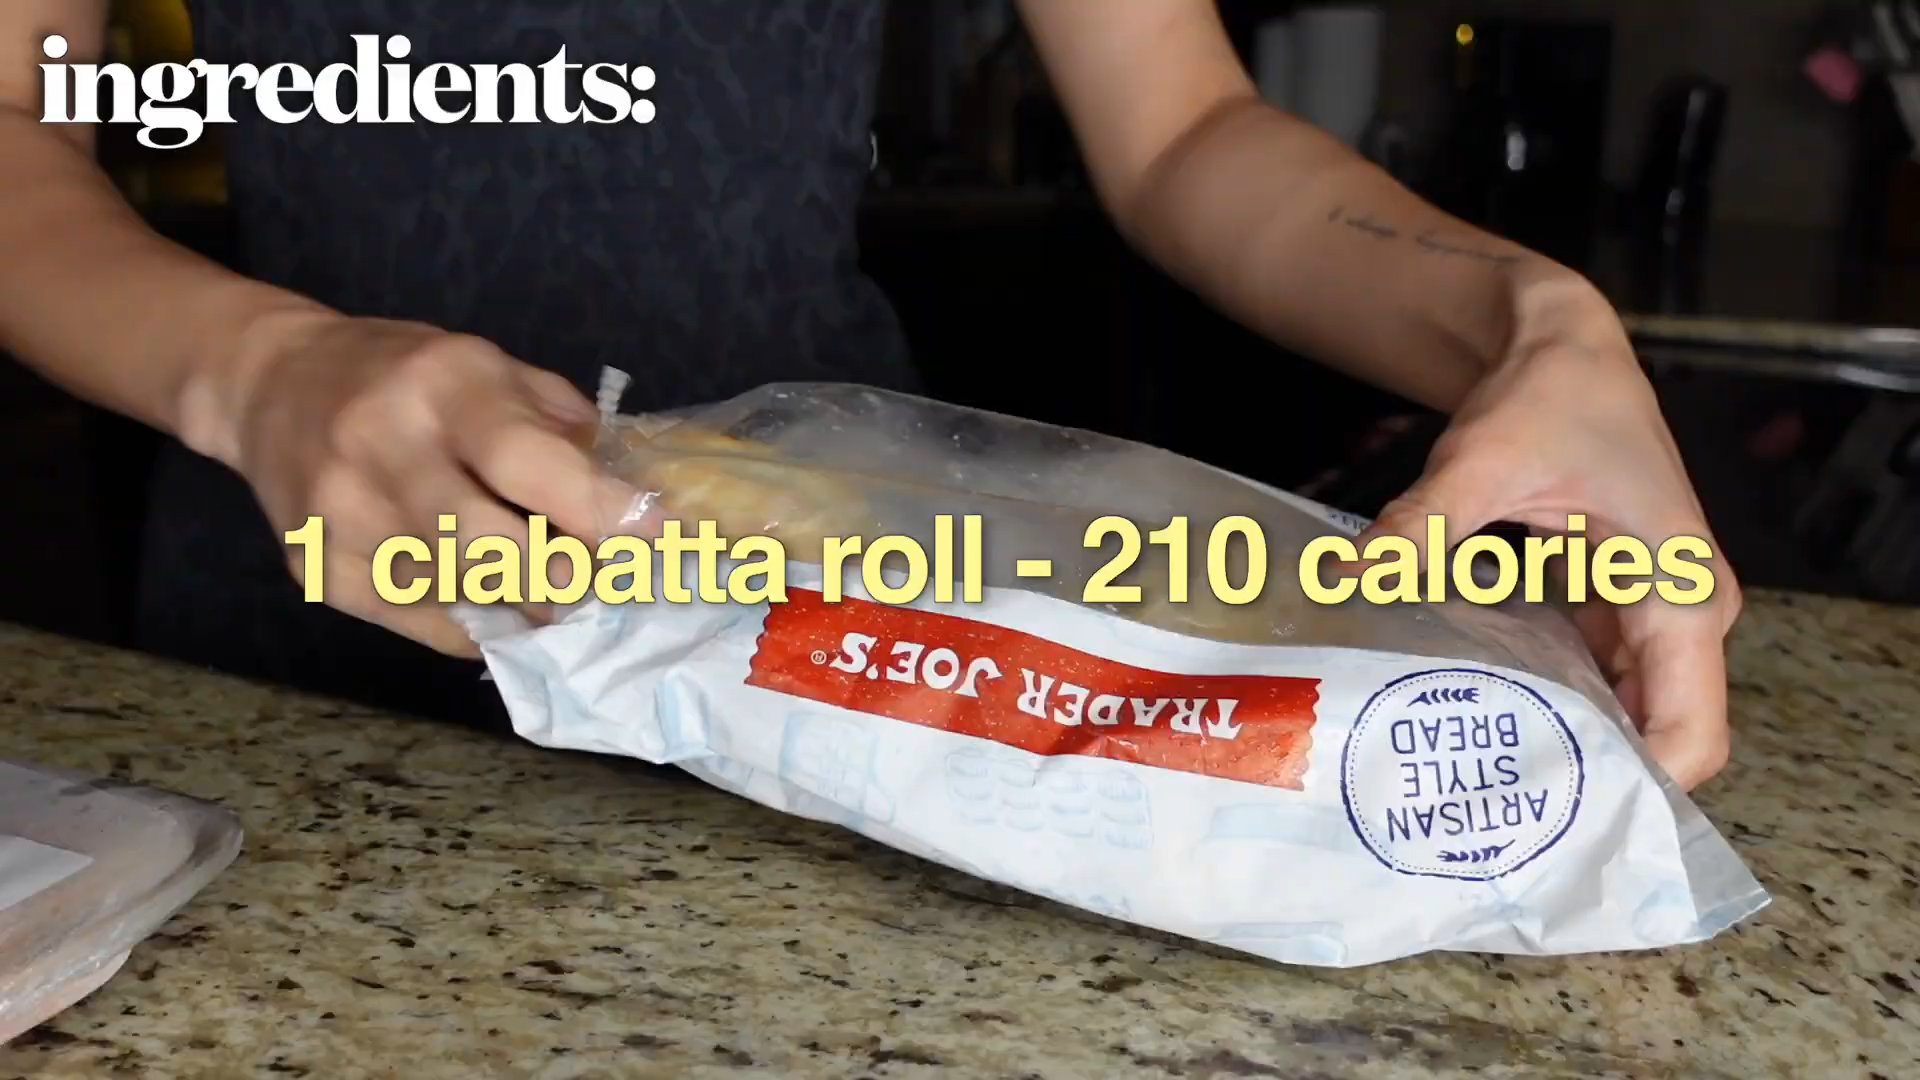 ingredients:
1 ciabatta roll - 210 calories
TRADER JOE'S®
ARTISAN
STYLE
BREAD